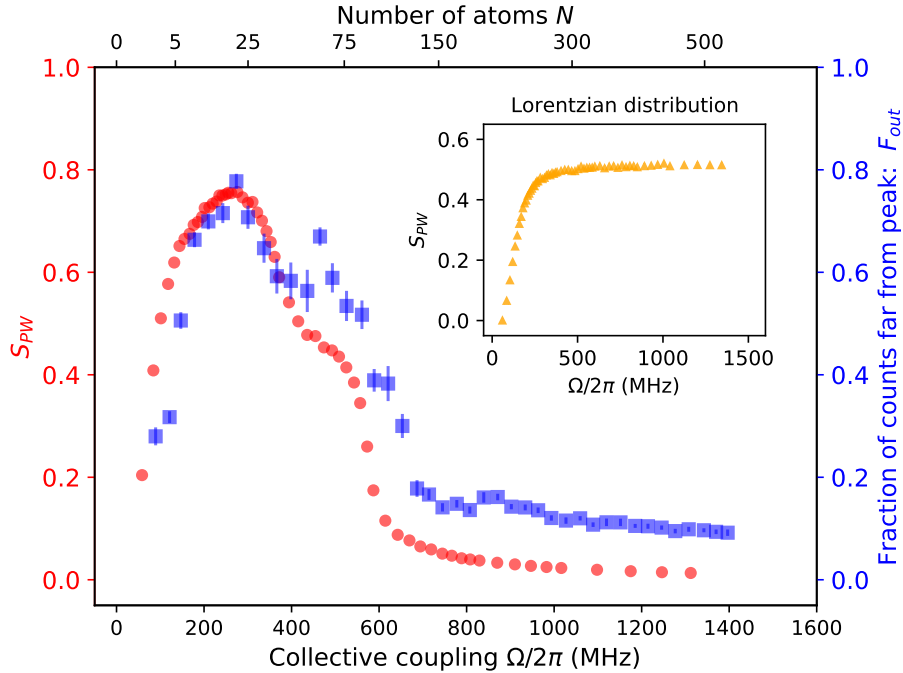 Number of atoms N
0 5 25 75 150 300 500
1.0 0.8 0.6 0.4 0.2 0.0
S_PW
Lorentzian distribution
0.6 0.4 0.2 0.0
S_PW
0 500 1000 1500
Ω/2π (MHz)
1.0 0.8 0.6 0.4 0.2 0.0
Fraction of counts far from peak: F_out
0 200 400 600 800 1000 1200 1400 1600
Collective coupling Ω/2π (MHz)